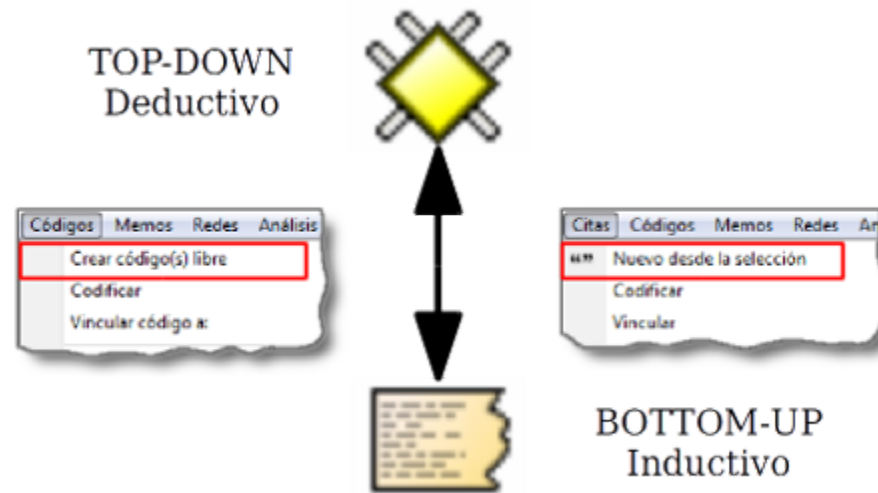 TOP-DOWN
Deductivo
Códigos Memos Redes Análisis
Crear código(s) libre
Codificar
Vincular código a:
Citas Códigos Memos Redes
Nuevo desde la selección
Codificar
Vincular
BOTTOM-UP
Inductivo